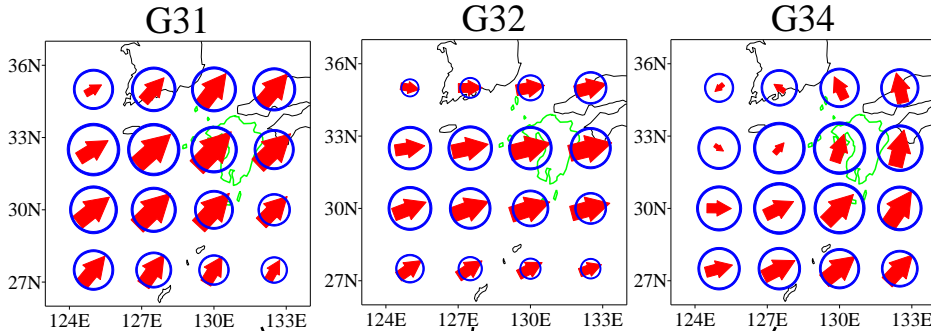 G31 G32 G34
36N 36N 36N
33N 33N 33N
30N 30N 30N
27N 27N 27N
124E 127E 130E 133E 124E 127E 130E 133E 124E 127E 130E 133E